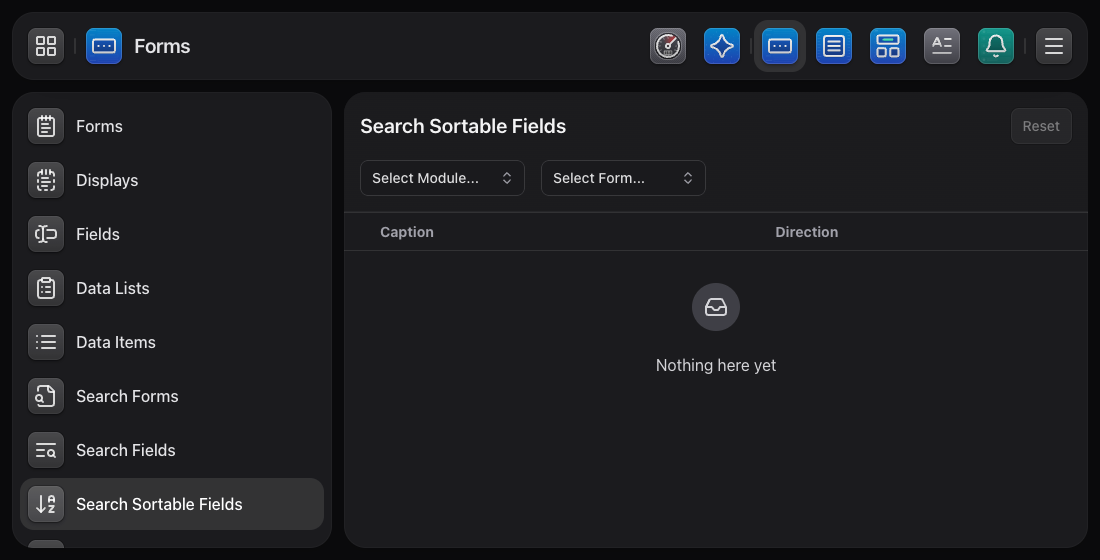 Forms
Forms
Displays
Fields
Data Lists
Data Items
Search Forms
Search Fields
Search Sortable Fields
Search Sortable Fields
Reset
Select Module...
Select Form...
Caption
Direction
Nothing here yet